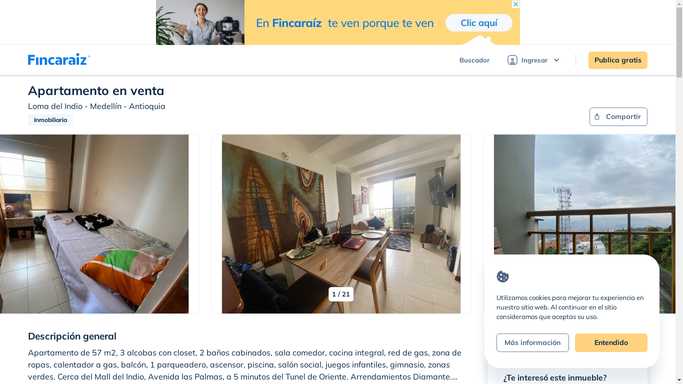 En Fincaraíz te ven porque te ven
Clic aquí
Fincaraiz
Buscador
Ingresar
Publica gratis
Apartamento en venta
Loma del Indio - Medellín - Antioquia
Inmobiliaria
Compartir
1 / 21
Utilizamos cookies para mejorar tu experiencia en
nuestro sitio web. Al continuar en el sitio
consideramos que aceptas su uso.
Más información
Entendido
Descripción general
Apartamento de 57 m2, 3 alcobas con closet, 2 baños cabinados, sala comedor, cocina integral, red de gas, zona de
ropas, calentador a gas, balcón, 1 parqueadero, ascensor, piscina, salón social, juegos infantiles, gimnasio, zonas
verdes. Cerca del Mall del Indio, Avenida las Palmas, a 5 minutos del Tunel de Oriente. Arrendamientos Diamante....
¿Te interesó este inmueble?